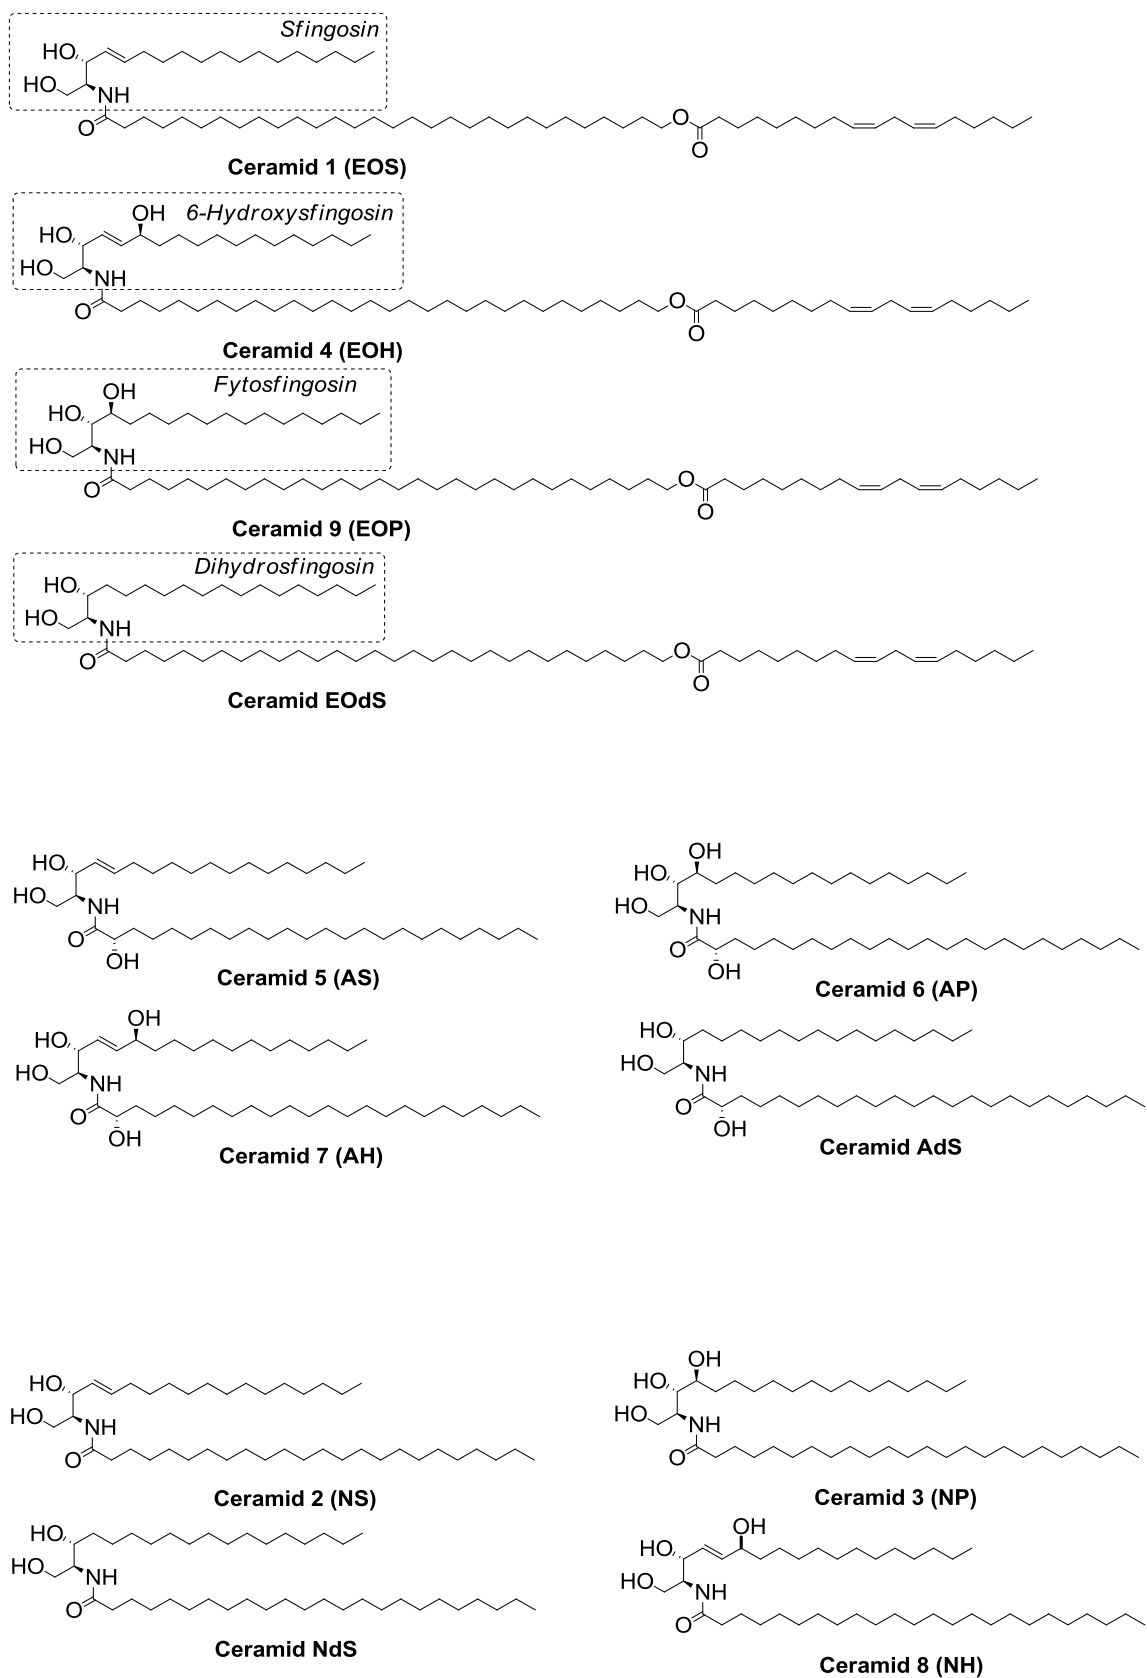 Sfingosin
HO
HO
NH
O
O
O
Ceramid 1 (EOS)
OH
6-Hydroxysfingosin
HO
HO
NH
O
O
O
Ceramid 4 (EOH)
Fytosfingosin
OH
HO
HO
NH
O
O
O
Ceramid 9 (EOP)
Dihydrosfingosin
HO
HO
NH
O
O
O
Ceramid EOdS
HO
HO
NH
O
OH
Ceramid 5 (AS)
OH
HO
HO
NH
O
OH
Ceramid 6 (AP)
OH
HO
HO
NH
O
OH
Ceramid 7 (AH)
HO
HO
NH
O
OH
Ceramid AdS
HO
HO
NH
O
Ceramid 2 (NS)
OH
HO
HO
NH
O
Ceramid 3 (NP)
HO
HO
NH
O
Ceramid NdS
OH
HO
HO
NH
O
Ceramid 8 (NH)